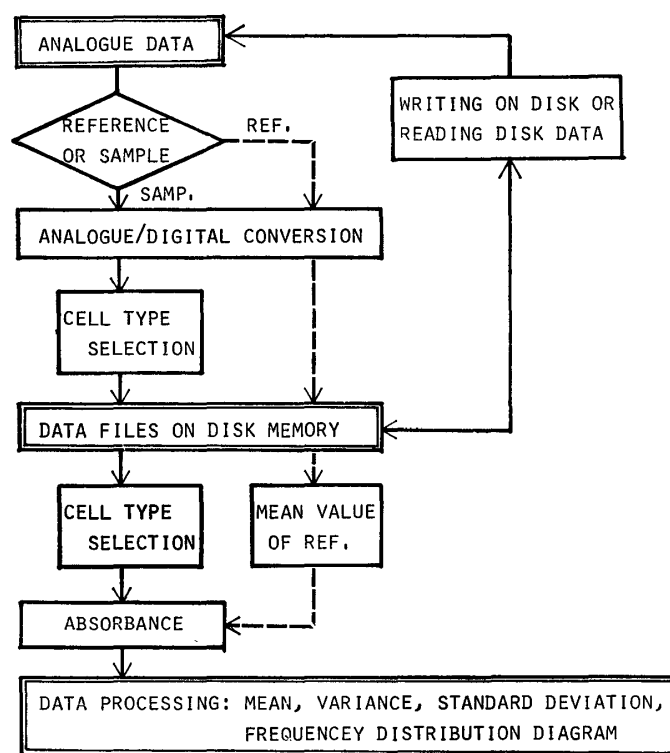 ANALOGUE DATA
WRITING ON DISK OR
READING DISK DATA
REFERENCE
OR SAMPLE
REF.
SAMP.
ANALOGUE/DIGITAL CONVERSION
CELL TYPE
SELECTION
DATA FILES ON DISK MEMORY
CELL TYPE
SELECTION
MEAN VALUE
OF REF.
ABSORBANCE
DATA PROCESSING: MEAN, VARIANCE, STANDARD DEVIATION,
FREQUENCEY DISTRIBUTION DIAGRAM